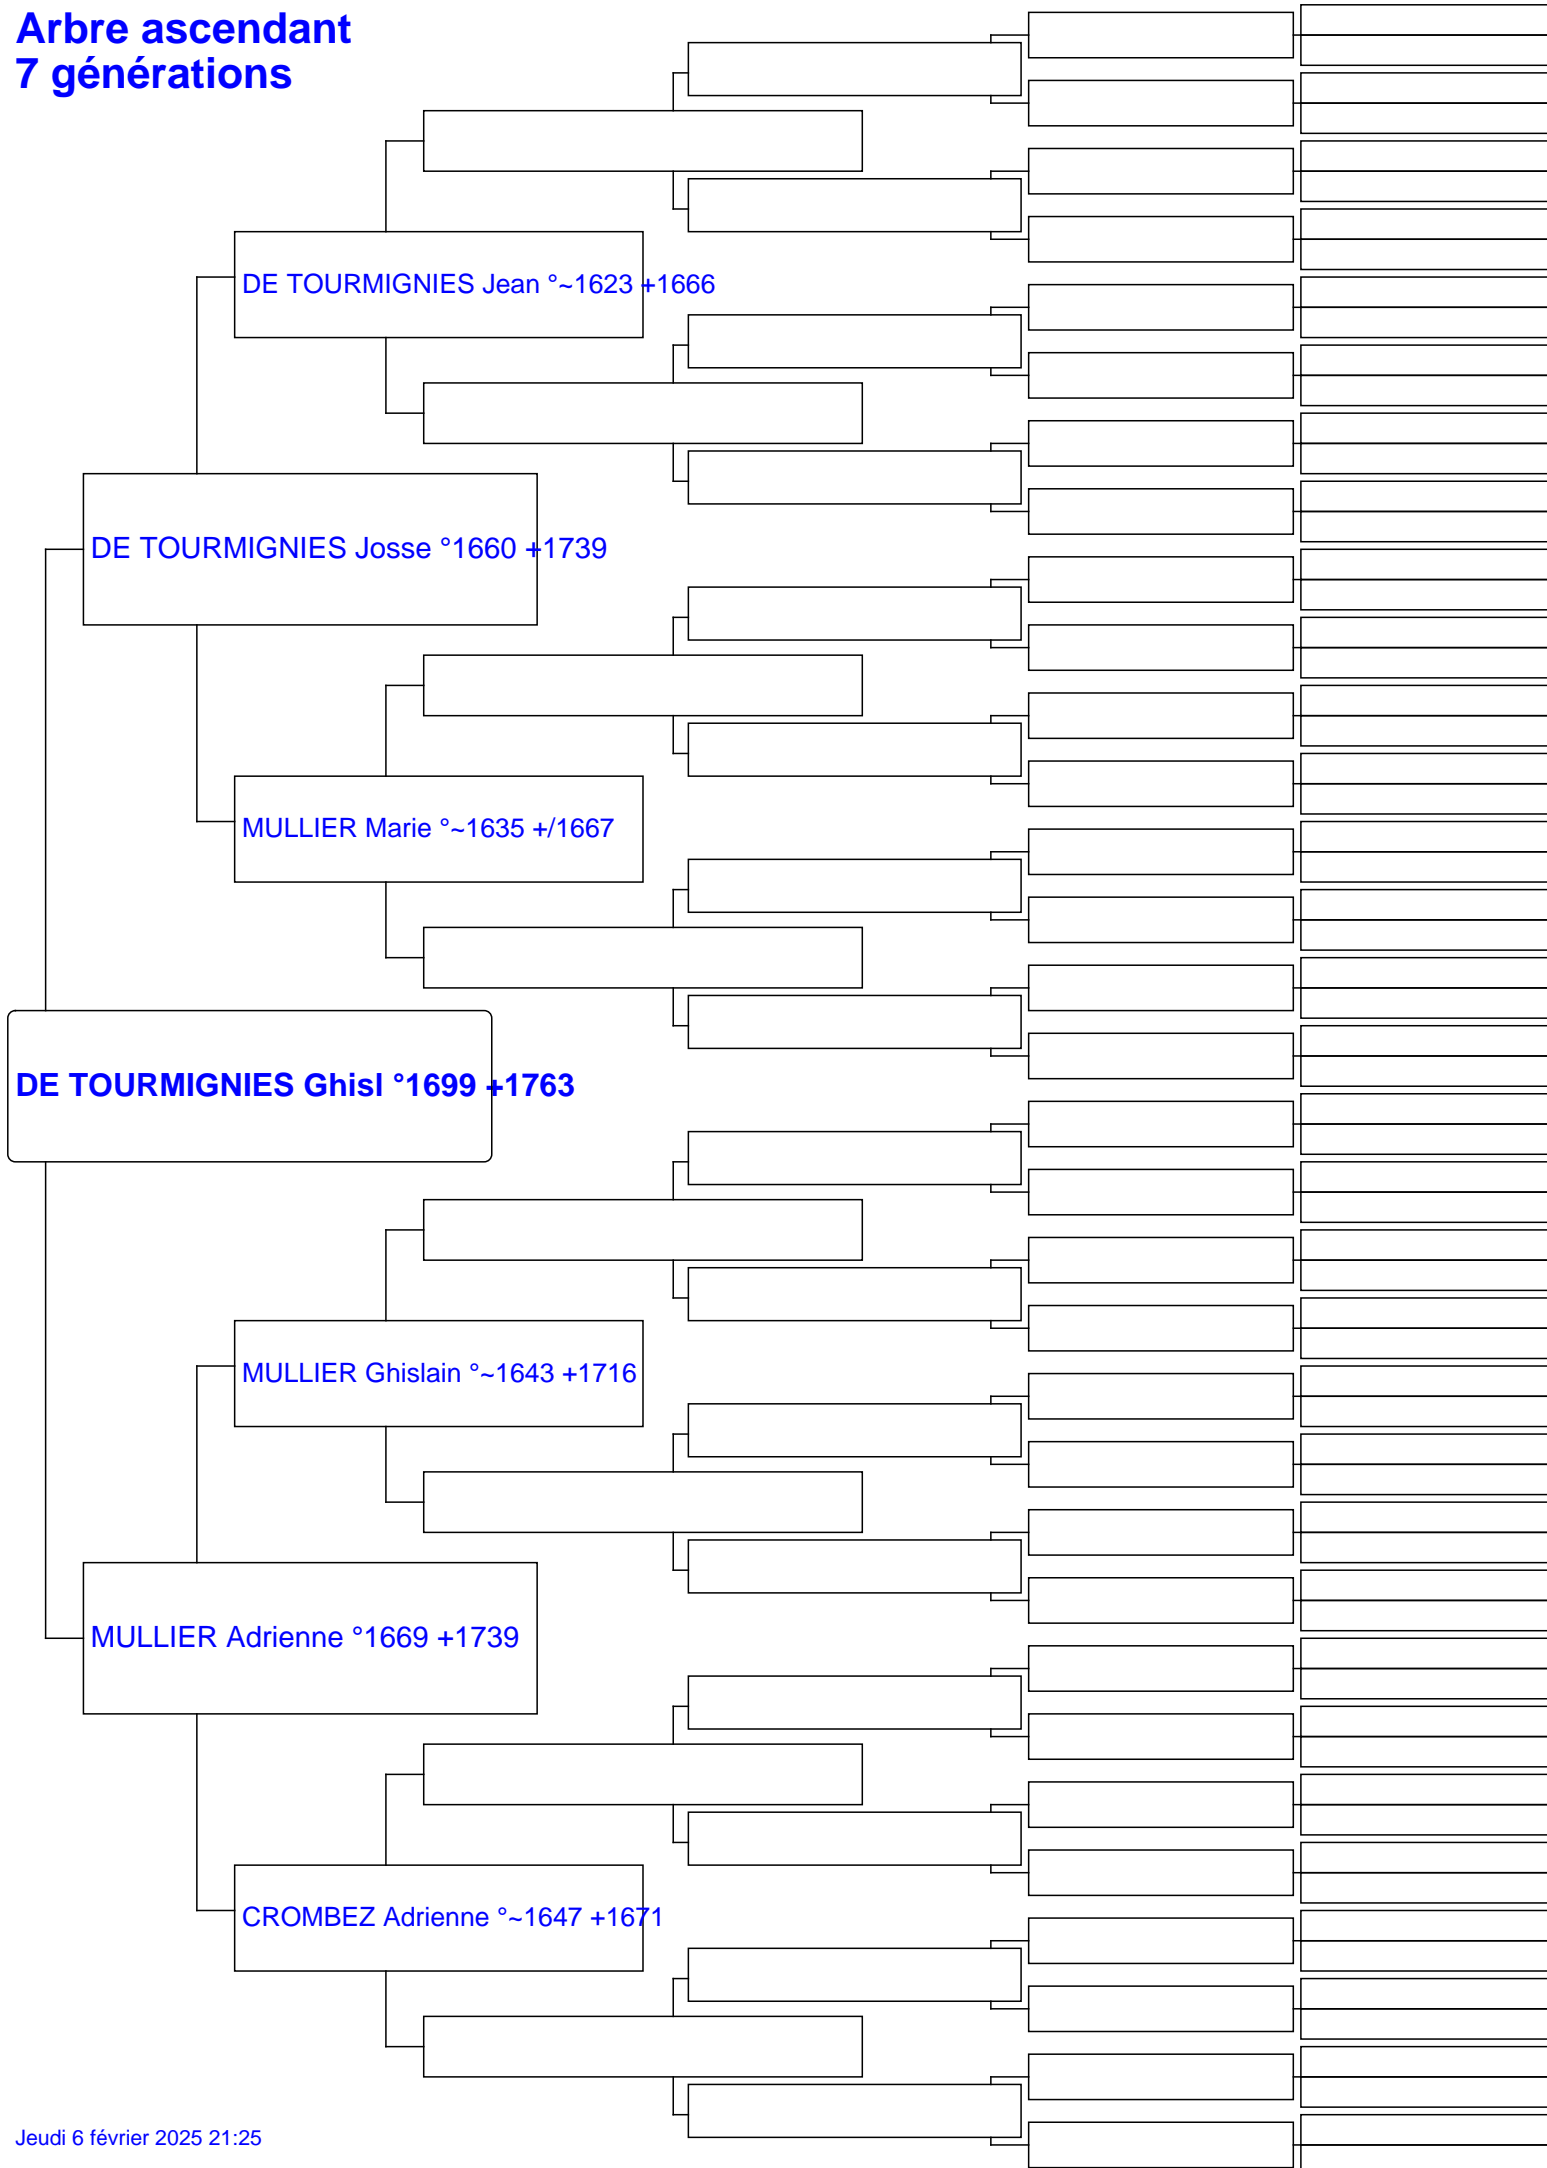 Arbre ascendant
7 générations
DE TOURMIGNIES Jean °~1623 +1666
DE TOURMIGNIES Josse °1660 +1739
MULLIER Marie °~1635 +/1667
DE TOURMIGNIES Ghisl °1699 +1763
MULLIER Ghislain °~1643 +1716
MULLIER Adrienne °1669 +1739
CROMBEZ Adrienne °~1647 +1671
Jeudi 6 février 2025 21:25